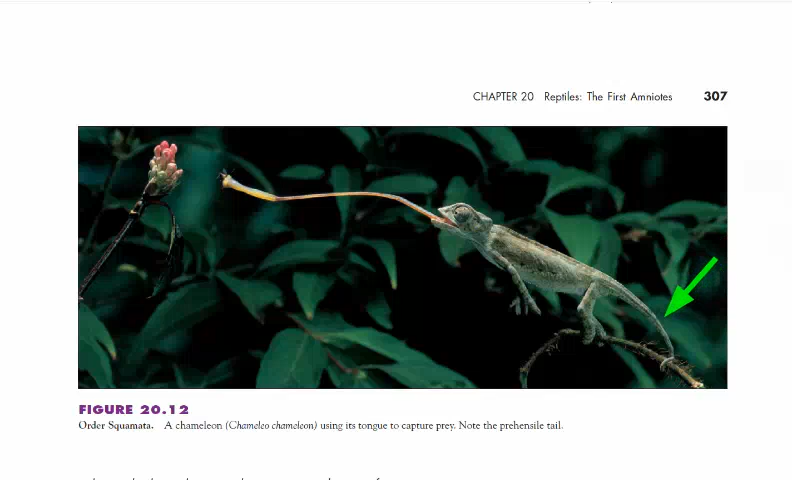 CHAPTER 20 Reptiles: The First Amniotes 307
FIGURE 20.12
Order Squamata. A chameleon (Chameleo chameleon) using its tongue to capture prey. Note the prehensile tail.